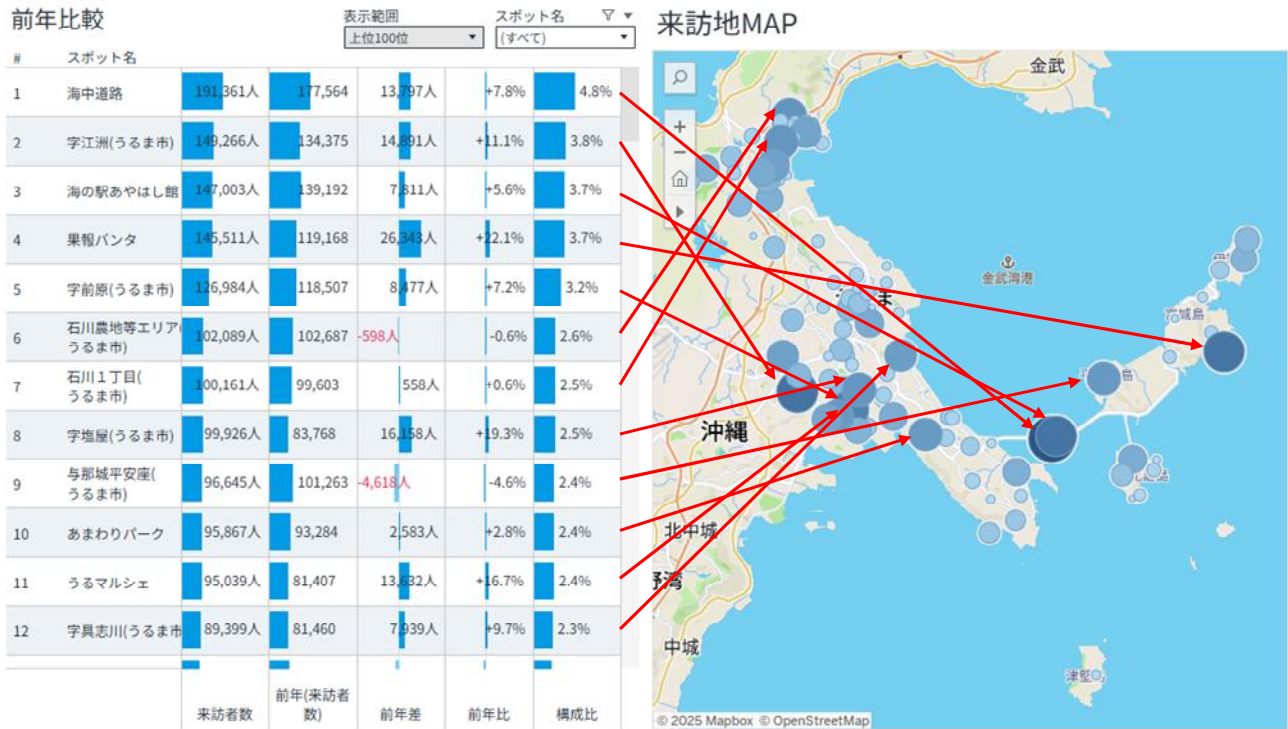 前年比較
表示範囲
スポット名
上位100位
(すべて)
# スポット名
1 海中道路 191,361人 177,564 13,797人 +7.8% 4.8%
2 字江洲(うるま市) 149,266人 134,375 14,891人 +11.1% 3.8%
3 海の駅あやはし館 147,003人 139,192 7,811人 +5.6% 3.7%
4 果報バンタ 145,511人 119,168 26,343人 +22.1% 3.7%
5 字前原(うるま市) 126,984人 118,507 8,477人 +7.2% 3.2%
6 石川農地等エリア(
うるま市) 102,089人 102,687 -598人 -0.6% 2.6%
7 石川1丁目(
うるま市) 100,161人 99,603 558人 +0.6% 2.5%
8 字塩屋(うるま市) 99,926人 83,768 16,158人 +19.3% 2.5%
9 与那城平安座(
うるま市) 96,645人 101,263 -4,618人 -4.6% 2.4%
10 あまわりパーク 95,867人 93,284 2,583人 +2.8% 2.4%
11 うるマルシェ 95,039人 81,407 13,632人 +16.7% 2.4%
12 字具志川(うるま市 89,399人 81,460 7,939人 +9.7% 2.3%
来訪者数
前年(来訪者
数)
前年差
前年比
構成比
来訪地MAP
金武
金武湾港
ま
城島
島
沖縄
北中城
野湾
中城
津堅
© 2025 Mapbox © OpenStreetMap